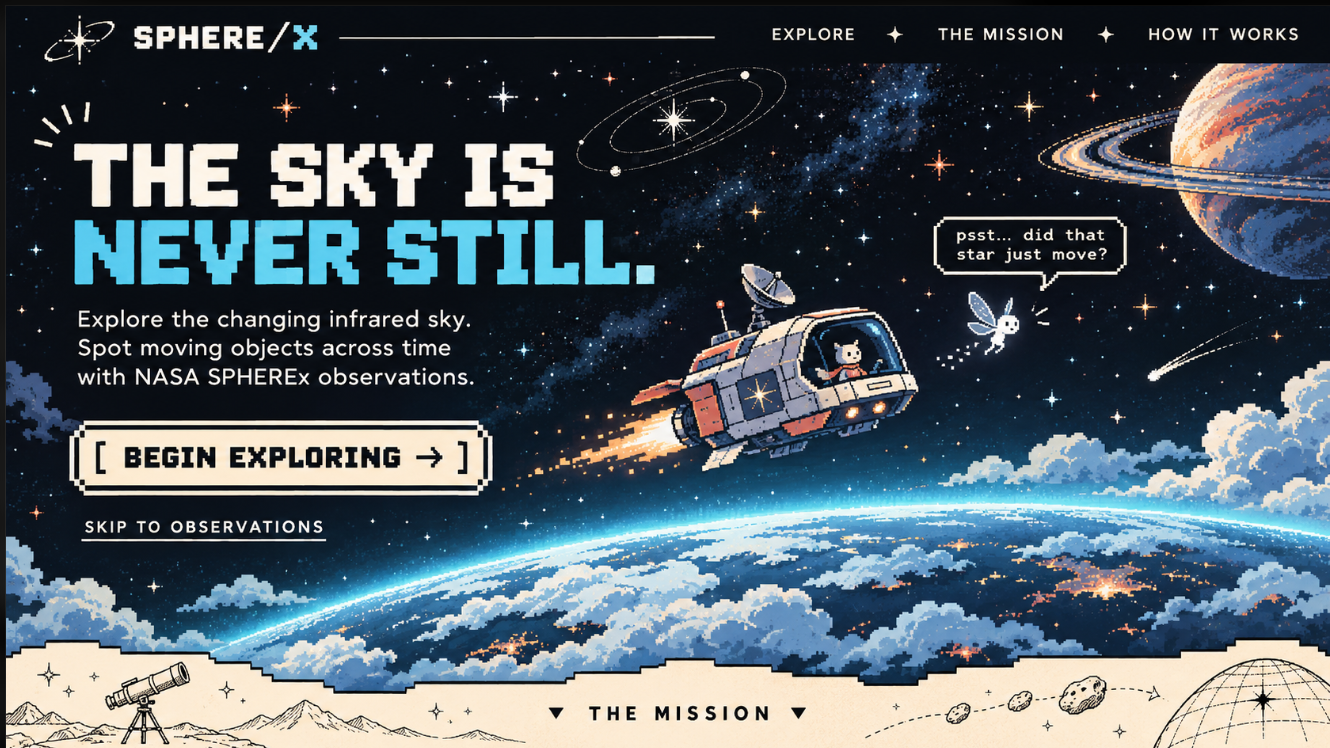 SPHERE/X
EXPLORE ✦ THE MISSION ✦ HOW IT WORKS
THE SKY IS
NEVER STILL.
Explore the changing infrared sky.
Spot moving objects across time
with NASA SPHEREx observations.
[ BEGIN EXPLORING → ]
SKIP TO OBSERVATIONS
psst... did that
star just move?
▼ THE MISSION ▼